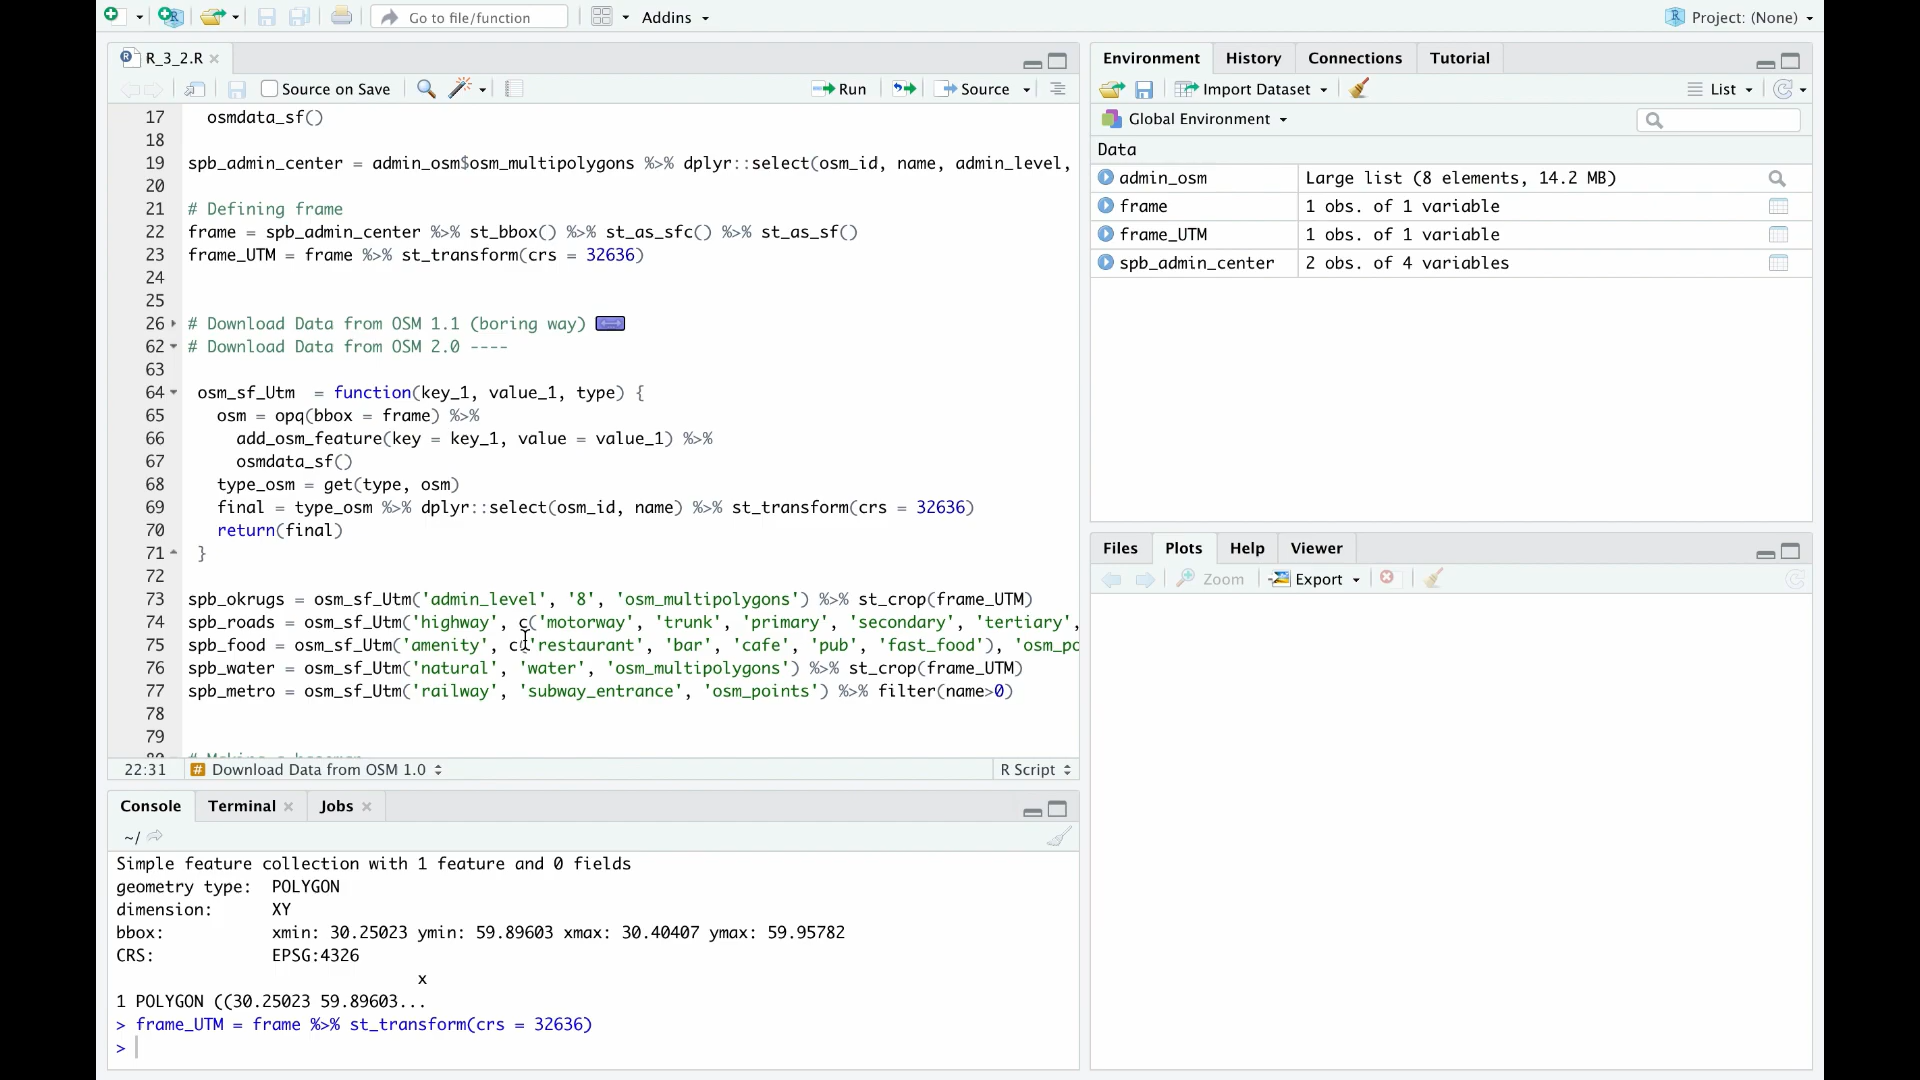 Go to file/function
Addins
Project: (None)
R_3_2.R
Source on Save
Run
Source
17 osmdata_sf()
18
19 spb_admin_center = admin_osm$osm_multipolygons %>% dplyr::select(osm_id, name, admin_level,
20
21 # Defining frame
22 frame = spb_admin_center %>% st_bbox() %>% st_as_sfc() %>% st_as_sf()
23 frame_UTM = frame %>% st_transform(crs = 32636)
24
25
26 # Download Data from OSM 1.1 (boring way)
62 # Download Data from OSM 2.0 ----
63
64 osm_sf_Utm = function(key_1, value_1, type) {
65 osm = opq(bbox = frame) %>%
66 add_osm_feature(key = key_1, value = value_1) %>%
67 osmdata_sf()
68 type_osm = get(type, osm)
69 final = type_osm %>% dplyr::select(osm_id, name) %>% st_transform(crs = 32636)
70 return(final)
71 }
72
73 spb_okrugs = osm_sf_Utm('admin_level', '8', 'osm_multipolygons') %>% st_crop(frame_UTM)
74 spb_roads = osm_sf_Utm('highway', c('motorway', 'trunk', 'primary', 'secondary', 'tertiary',
75 spb_food = osm_sf_Utm('amenity', c('restaurant', 'bar', 'cafe', 'pub', 'fast_food'), 'osm_po
76 spb_water = osm_sf_Utm('natural', 'water', 'osm_multipolygons') %>% st_crop(frame_UTM)
77 spb_metro = osm_sf_Utm('railway', 'subway_entrance', 'osm_points') %>% filter(name>0)
78
79
22:31 Download Data from OSM 1.0 R Script
Console Terminal Jobs
~/
Simple feature collection with 1 feature and 0 fields
geometry type: POLYGON
dimension: XY
bbox: xmin: 30.25023 ymin: 59.89603 xmax: 30.40407 ymax: 59.95782
CRS: EPSG:4326
x
1 POLYGON ((30.25023 59.89603...
> frame_UTM = frame %>% st_transform(crs = 32636)
>
Environment History Connections Tutorial
Import Dataset
List
Global Environment
Data
admin_osm Large list (8 elements, 14.2 MB)
frame 1 obs. of 1 variable
frame_UTM 1 obs. of 1 variable
spb_admin_center 2 obs. of 4 variables
Files Plots Help Viewer
Zoom Export